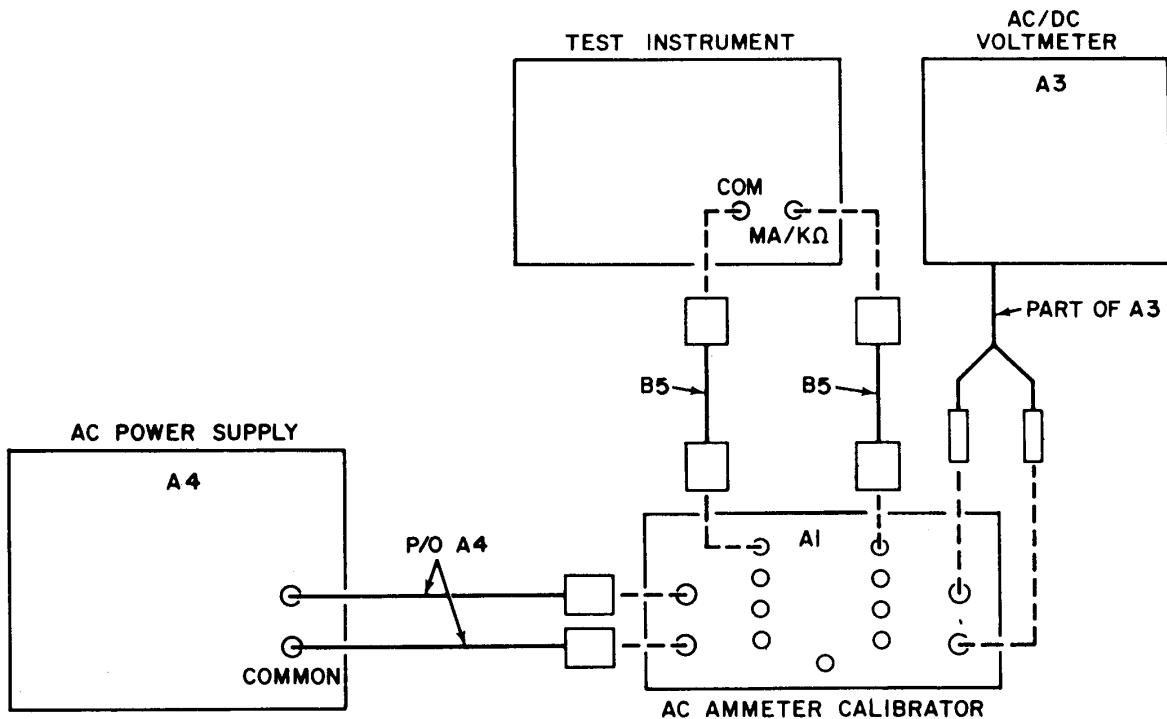 TEST INSTRUMENT
AC/DC
VOLTMETER
A3
COM
MA/KΩ
PART OF A3
B5
B5
AC POWER SUPPLY
A4
P/O A4
A1
COMMON
AC AMMETER CALIBRATOR